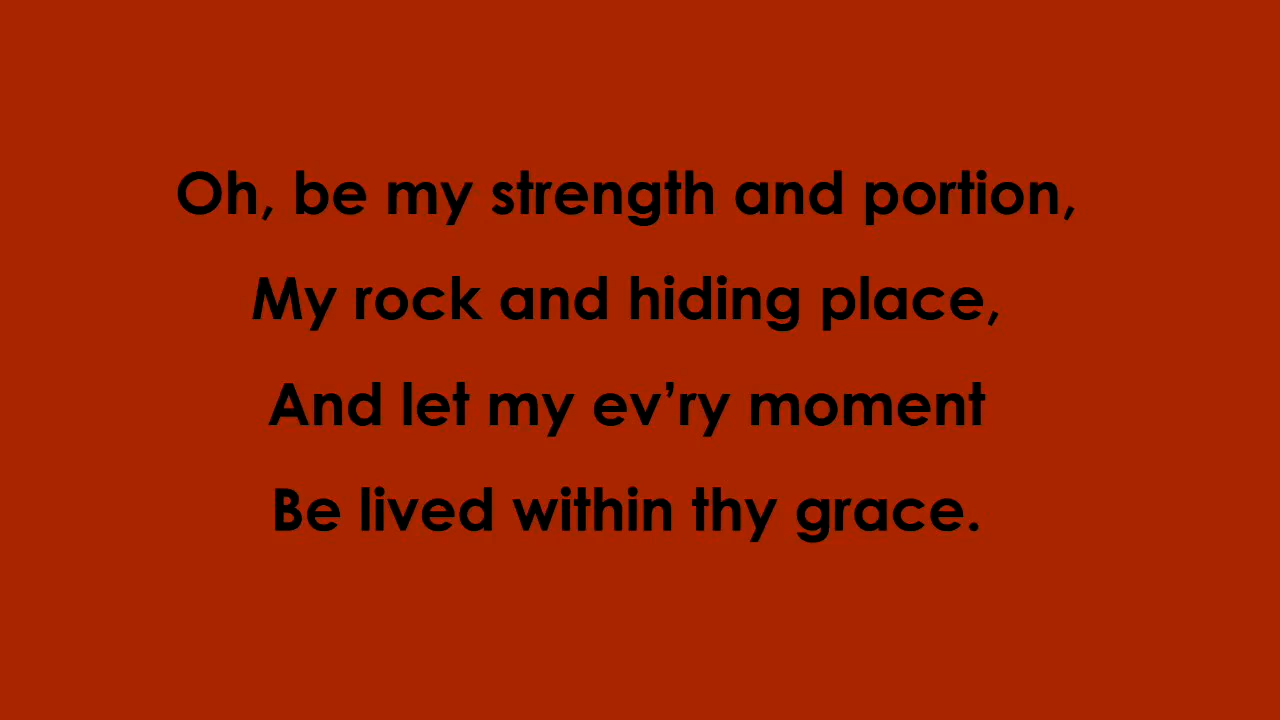 Oh, be my strength and portion,
My rock and hiding place,
And let my ev’ry moment
Be lived within thy grace.